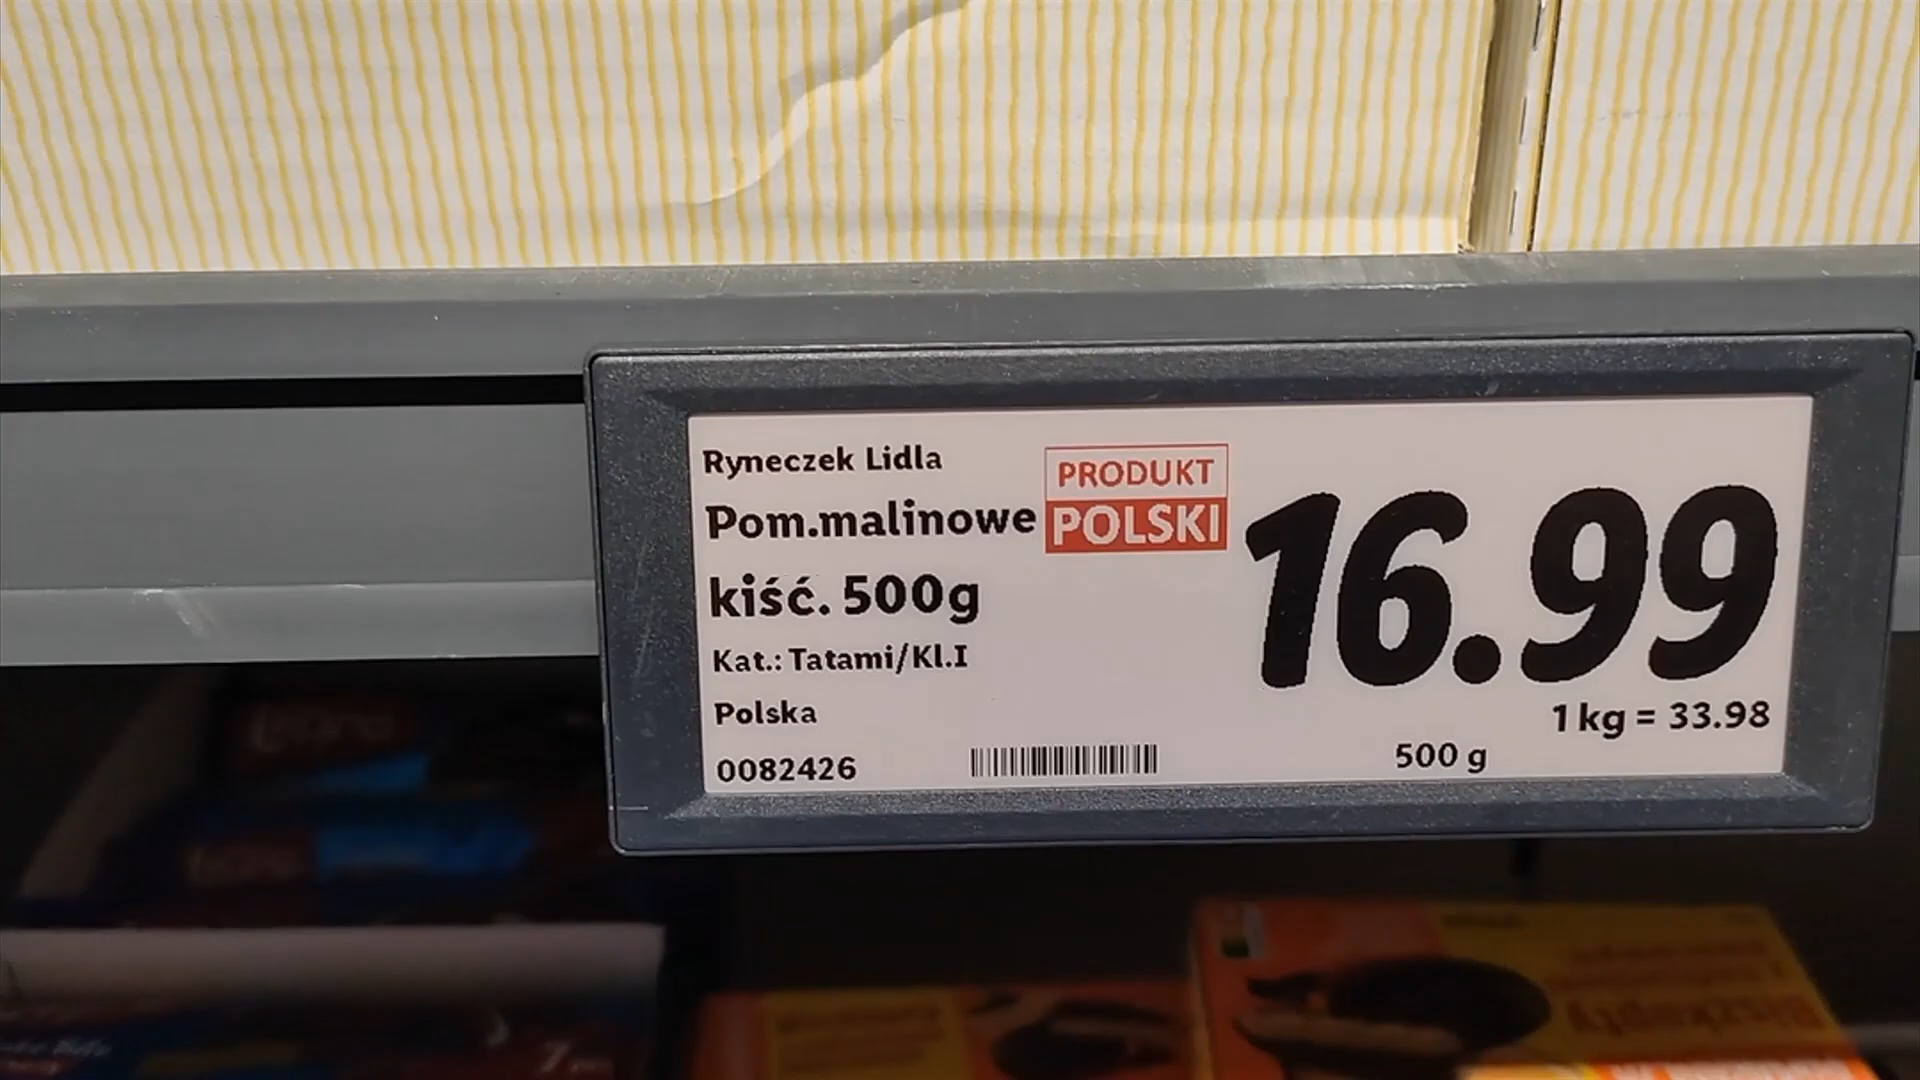 Ryneczek Lidla
Pom.malinowe
kiść. 500g
Kat.: Tatami/Kl.I
Polska
0082426
PRODUKT
POLSKI
16.99
1 kg = 33.98
500 g
Biszkopty